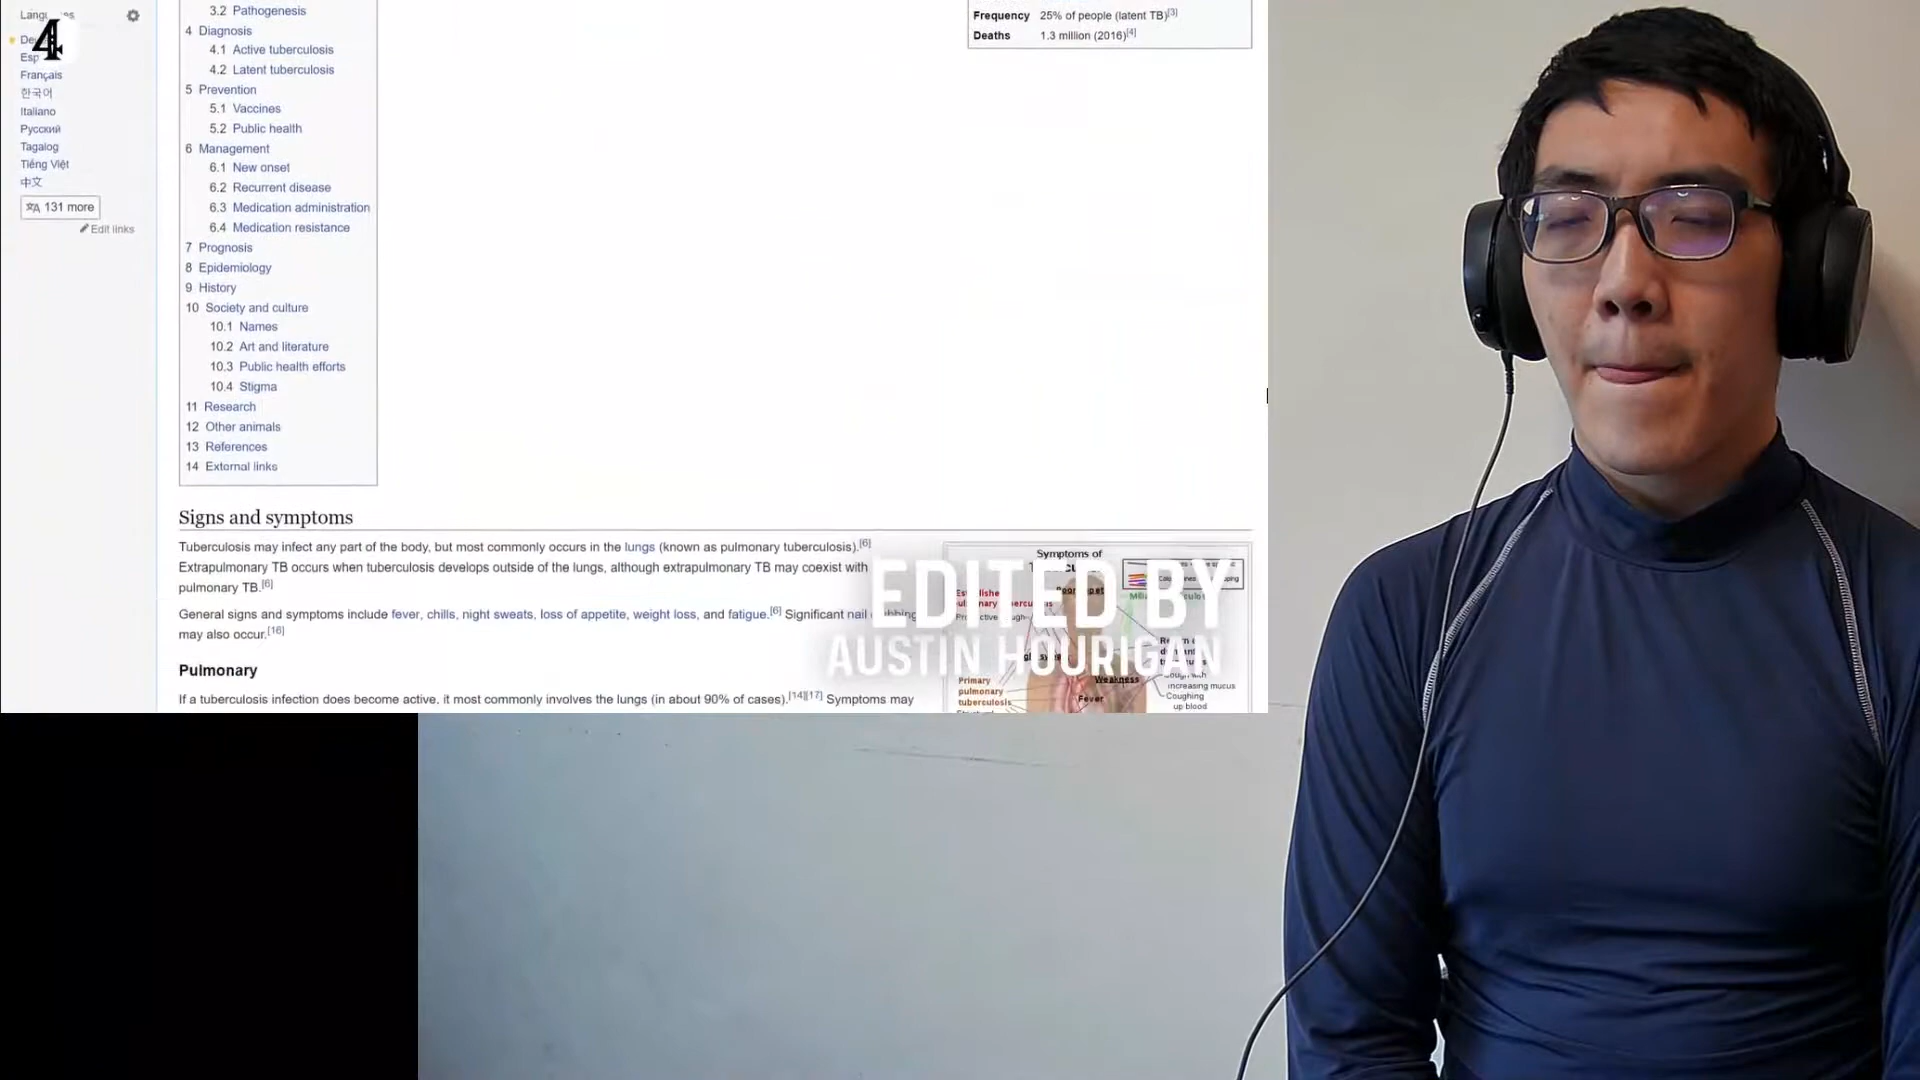 Languages
4
Esp
Français
한국어
Italiano
Русский
Tagalog
Tiếng Việt
中文
131 more
Edit links
3.2 Pathogenesis
4 Diagnosis
4.1 Active tuberculosis
4.2 Latent tuberculosis
5 Prevention
5.1 Vaccines
5.2 Public health
6 Management
6.1 New onset
6.2 Recurrent disease
6.3 Medication administration
6.4 Medication resistance
7 Prognosis
8 Epidemiology
9 History
10 Society and culture
10.1 Names
10.2 Art and literature
10.3 Public health efforts
10.4 Stigma
11 Research
12 Other animals
13 References
14 External links
Frequency 25% of people (latent TB)[3]
Deaths 1.3 million (2016)[4]
Signs and symptoms
Tuberculosis may infect any part of the body, but most commonly occurs in the lungs (known as pulmonary tuberculosis).[6]
Extrapulmonary TB occurs when tuberculosis develops outside of the lungs, although extrapulmonary TB may coexist with
pulmonary TB.[6]
General signs and symptoms include fever, chills, night sweats, loss of appetite, weight loss, and fatigue.[6] Significant nail
may also occur.[16]
Pulmonary
If a tuberculosis infection does become active, it most commonly involves the lungs (in about 90% of cases).[14][17] Symptoms may
Symptoms of
EDITED BY
AUSTIN HOURIGAN
Primary
pulmonary
tuberculosis
Weakness
Fever
increasing mucus
Coughing
up blood